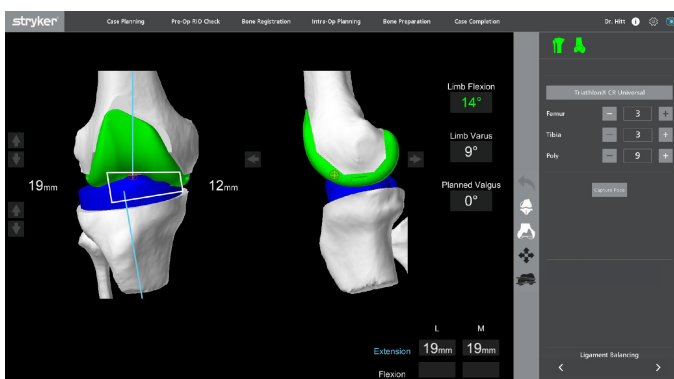 stryker Case Planning Pre-Op RIO Check Bone Registration Intra-Op Planning Bone Preparation Case Completion Dr. Hitt
Triathlon® CR Universal
Limb Flexion
14°
Femur − 3 +
Limb Varus
Tibia − 3 +
9°
Poly − 9 +
19mm 12mm
Planned Valgus
Capture Pose
0°
L M
Extension 19mm 19mm
Flexion
Ligament Balancing
< >